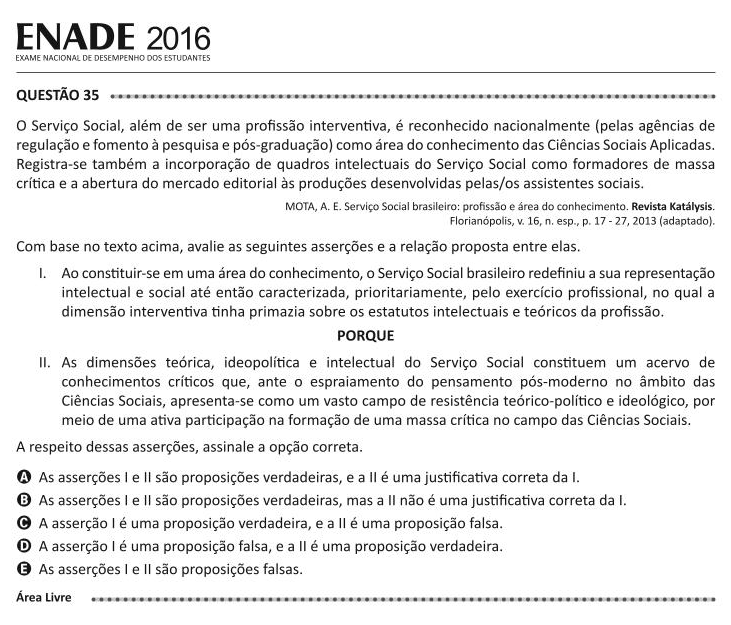 ENADE 2016
EXAME NACIONAL DE DESEMPENHO DOS ESTUDANTES
QUESTÃO 35
O Serviço Social, além de ser uma profissão interventiva, é reconhecido nacionalmente (pelas agências de
regulação e fomento à pesquisa e pós-graduação) como área do conhecimento das Ciências Sociais Aplicadas.
Registra-se também a incorporação de quadros intelectuais do Serviço Social como formadores de massa
crítica e a abertura do mercado editorial às produções desenvolvidas pelas/os assistentes sociais.
MOTA, A. E. Serviço Social brasileiro: profissão e área do conhecimento. Revista Katálysis.
Florianópolis, v. 16, n. esp., p. 17 - 27, 2013 (adaptado).
Com base no texto acima, avalie as seguintes asserções e a relação proposta entre elas.
I. Ao constituir-se em uma área do conhecimento, o Serviço Social brasileiro redefiniu a sua representação
intelectual e social até então caracterizada, prioritariamente, pelo exercício profissional, no qual a
dimensão interventiva tinha primazia sobre os estatutos intelectuais e teóricos da profissão.
PORQUE
II. As dimensões teórica, ideopolítica e intelectual do Serviço Social constituem um acervo de
conhecimentos críticos que, ante o espraiamento do pensamento pós-moderno no âmbito das
Ciências Sociais, apresenta-se como um vasto campo de resistência teórico-político e ideológico, por
meio de uma ativa participação na formação de uma massa crítica no campo das Ciências Sociais.
A respeito dessas asserções, assinale a opção correta.
A As asserções I e II são proposições verdadeiras, e a II é uma justificativa correta da I.
B As asserções I e II são proposições verdadeiras, mas a II não é uma justificativa correta da I.
C A asserção I é uma proposição verdadeira, e a II é uma proposição falsa.
D A asserção I é uma proposição falsa, e a II é uma proposição verdadeira.
E As asserções I e II são proposições falsas.
Área Livre